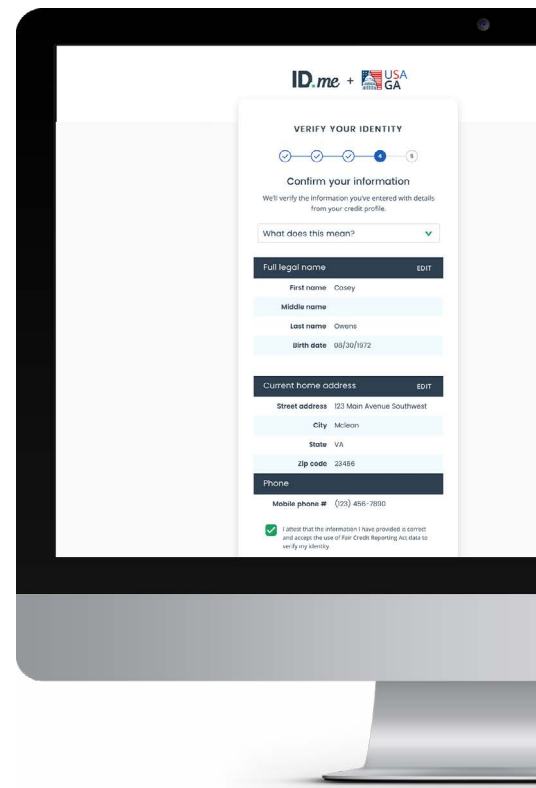 ID.me + USA
GA
VERIFY YOUR IDENTITY
4 5
Confirm your information
We'll verify the information you've entered with details
from your credit profile.
What does this mean?
Full legal name EDIT
First name Casey
Middle name
Last name Owens
Birth date 08/30/1972
Current home address EDIT
Street address 123 Main Avenue Southwest
City Mclean
State VA
Zip code 23456
Phone
Mobile phone # (123) 456-7890
I attest that the information I have provided is correct
and accept the use of Fair Credit Reporting Act data to
verify my identity